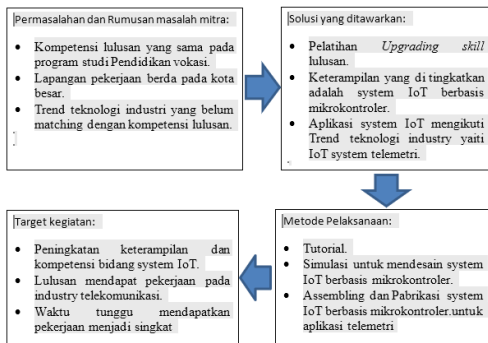 Permasalahan dan Rumusan masalah mitra:
• Kompetensi lulusan yang sama pada
program studi Pendidikan vokasi.
• Lapangan pekerjaan berda pada kota
besar.
• Trend teknologi industri yang belum
matching dengan kompetensi lulusan.
Solusi yang ditawarkan:
• Pelatihan Upgrading skill
lulusan.
• Keterampilan yang di tingkatkan
adalah system IoT berbasis
mikrokontroler.
• Aplikasi system IoT mengikuti
Trend teknologi industry yaiti
IoT system telemetri.
Metode Pelaksanaan:
• Tutorial.
• Simulasi untuk mendesain system
IoT berbasis mikrokontroler.
• Assembling dan Pabrikasi system
IoT berbasis mikrokontroler.untuk
aplikasi telemetri
Target kegiatan:
• Peningkatan keterampilan dan
kompetensi bidang system IoT.
• Lulusan mendapat pekerjaan pada
industry telekomunikasi.
• Waktu tunggu mendapatkan
pekerjaan menjadi singkat